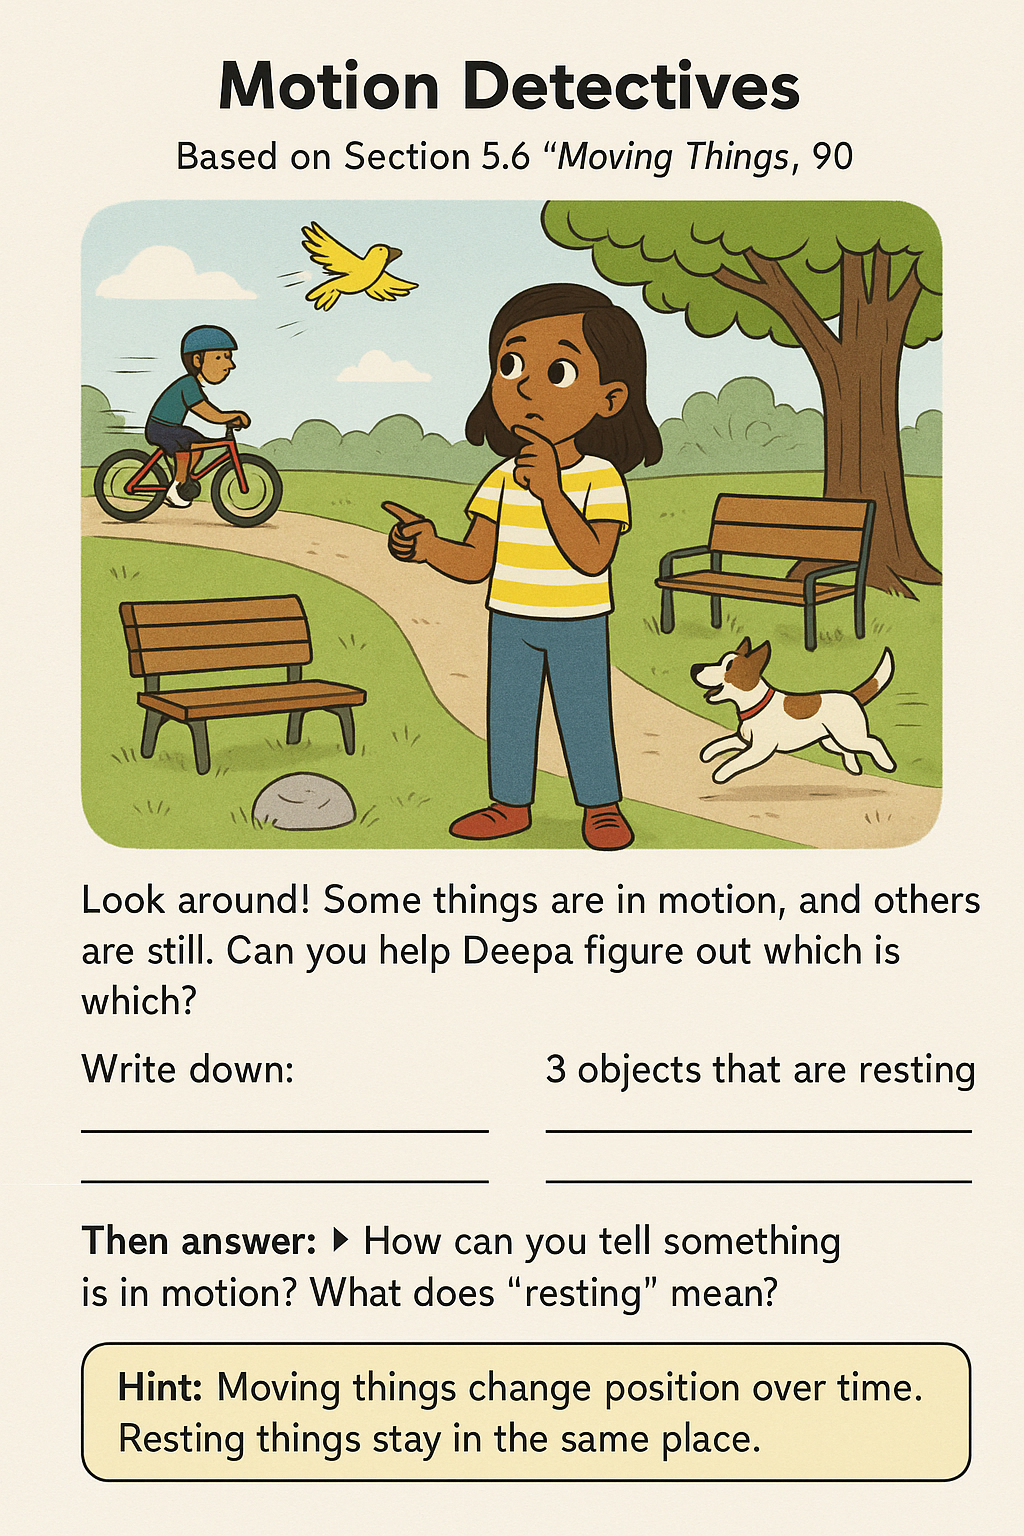 Motion Detectives
Based on Section 5.6 “Moving Things, 90
Look around! Some things are in motion, and others
are still. Can you help Deepa figure out which is
which?
Write down:
3 objects that are resting
Then answer: ▸ How can you tell something
is in motion? What does “resting” mean?
Hint: Moving things change position over time.
Resting things stay in the same place.